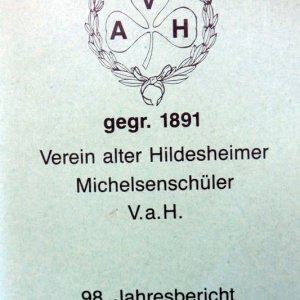 V
A H
gegr. 1891
Verein alter Hildesheimer
Michelsenschüler
V.a.H.
98. Jahresbericht